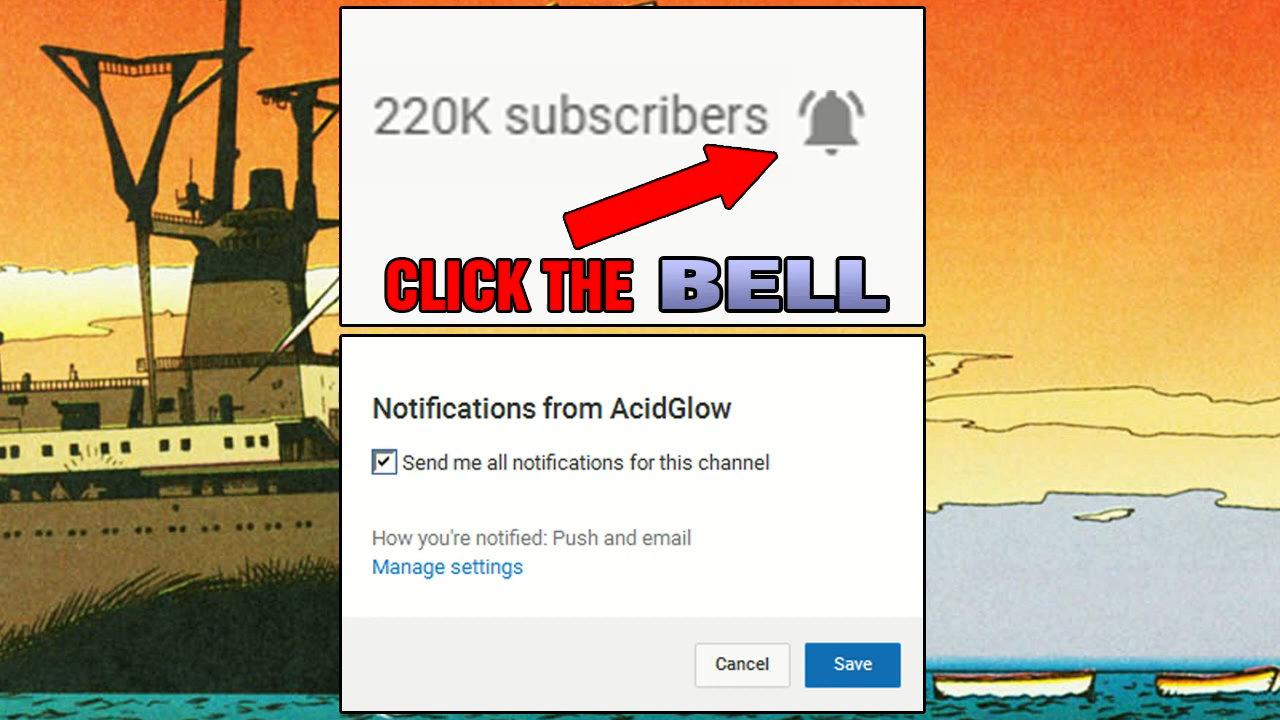 220K subscribers
CLICK THE BELL
Notifications from AcidGlow
Send me all notifications for this channel
How you're notified: Push and email
Manage settings
Cancel Save